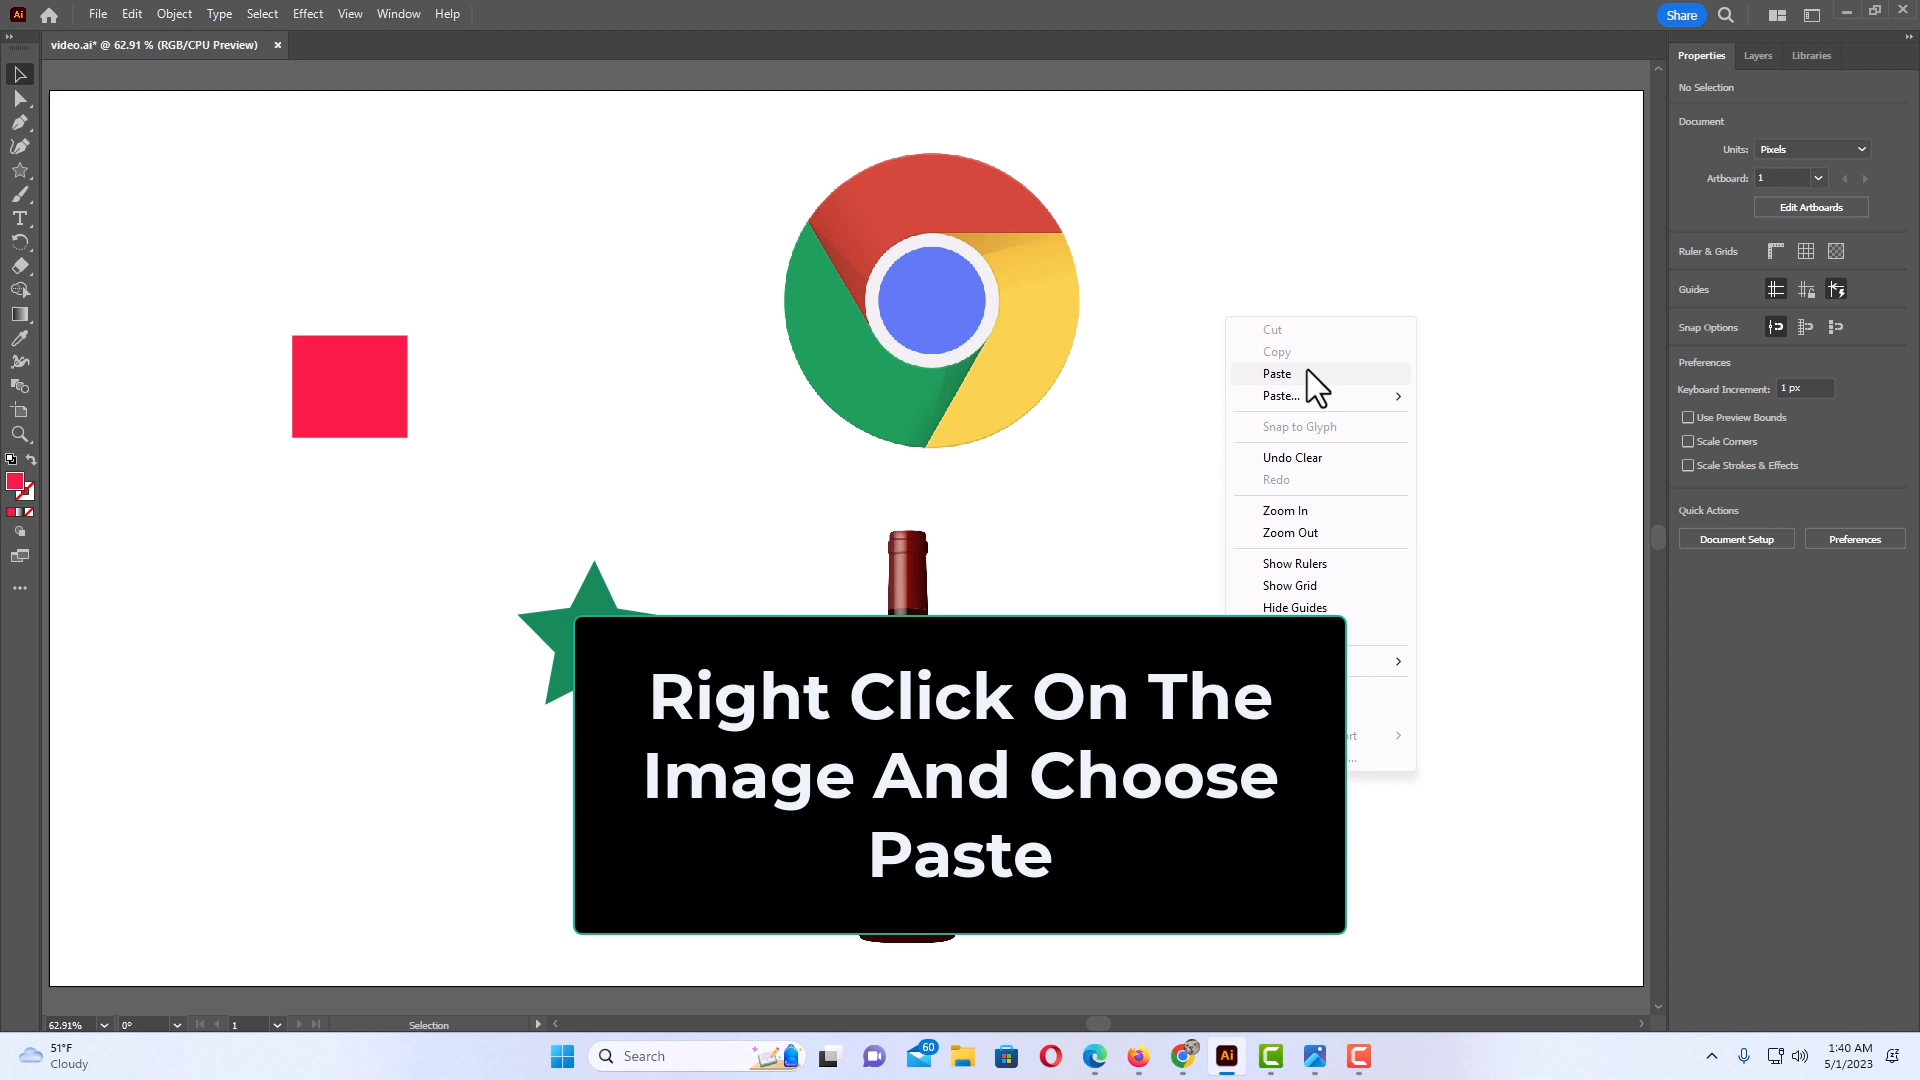 Ai File Edit Object Type Select Effect View Window Help Share
video.ai* @ 62.91 % (RGB/CPU Preview) ×
Properties Layers Libraries
No Selection
Document
Units: Pixels
Artboard: 1
Edit Artboards
Ruler & Grids
Guides
Snap Options
Preferences
Keyboard Increment: 1 px
Use Preview Bounds
Scale Corners
Scale Strokes & Effects
Quick Actions
Document Setup Preferences
Cut
Copy
Paste
Paste...
Snap to Glyph
Undo Clear
Redo
Zoom In
Zoom Out
Show Rulers
Show Grid
Hide Guides
Right Click On The
Image And Choose
Paste
62.91% 0° 1 Selection
51°F
Cloudy
Search
60
Ai
1:40 AM
5/1/2023